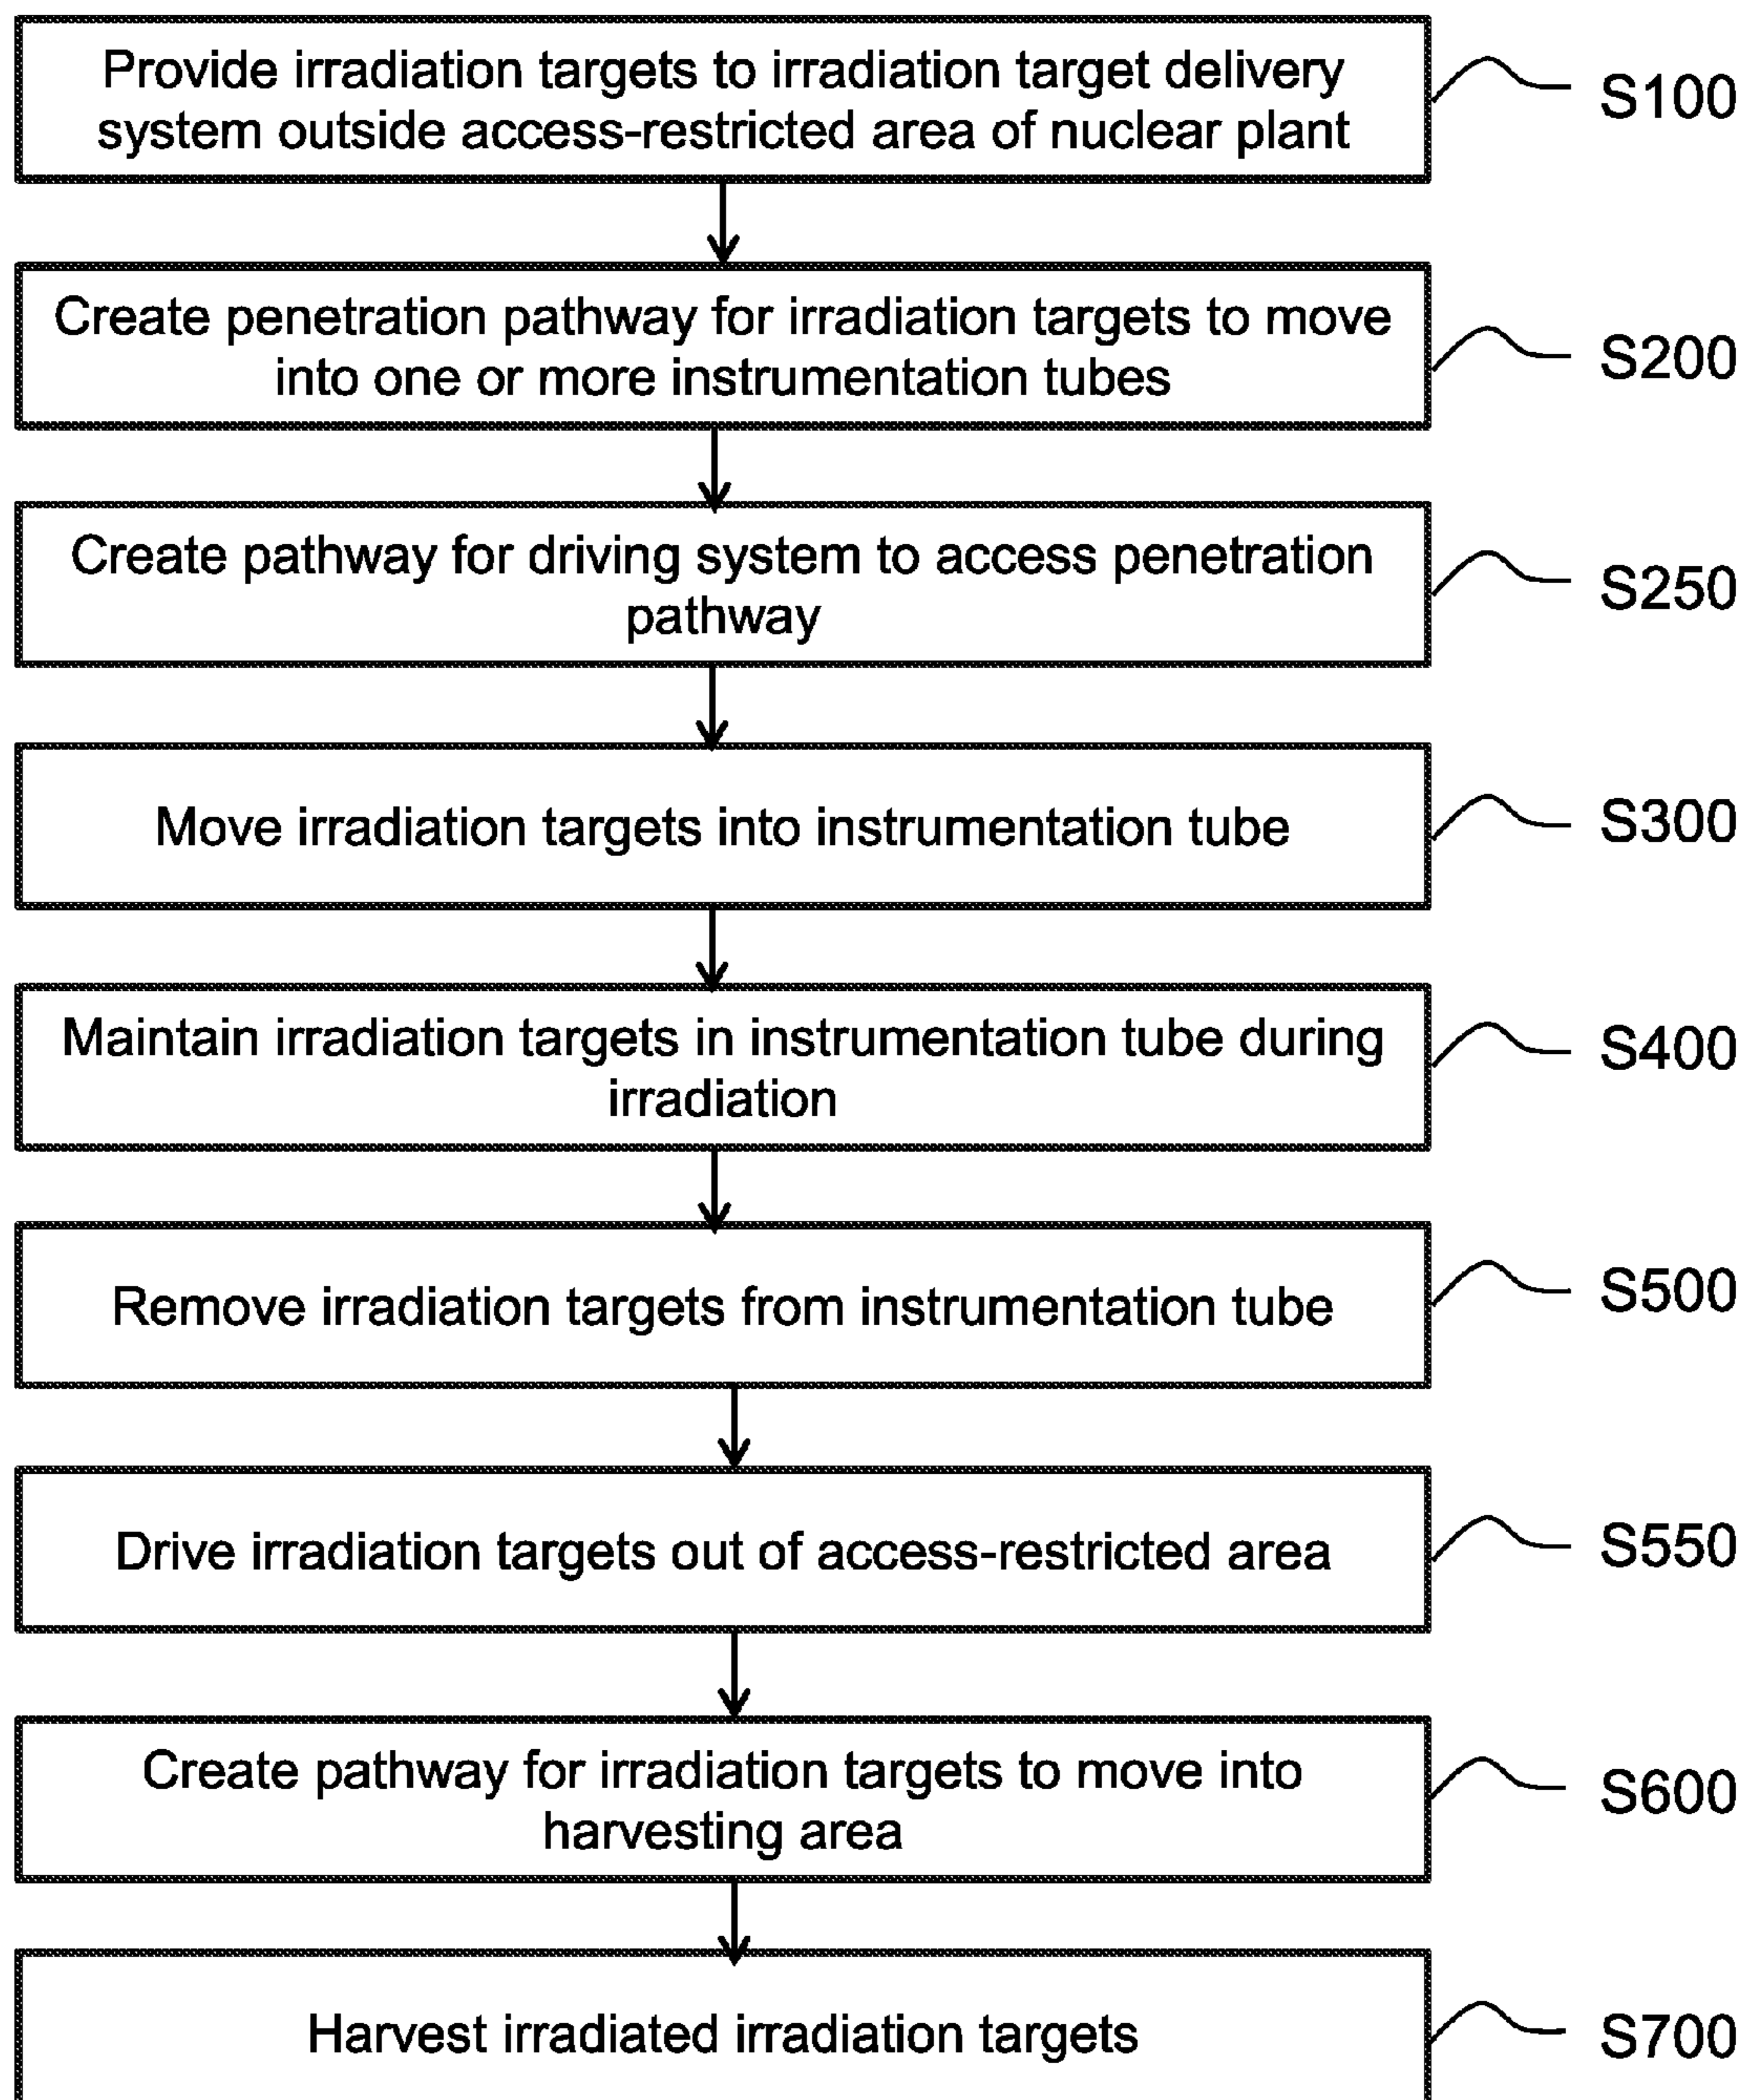 Provide irradiation targets to irradiation target delivery
system outside access-restricted area of nuclear plant
S100
Create penetration pathway for irradiation targets to move
into one or more instrumentation tubes
S200
Create pathway for driving system to access penetration
pathway
S250
Move irradiation targets into instrumentation tube
S300
Maintain irradiation targets in instrumentation tube during
irradiation
S400
Remove irradiation targets from instrumentation tube
S500
Drive irradiation targets out of access-restricted area
S550
Create pathway for irradiation targets to move into
harvesting area
S600
Harvest irradiated irradiation targets
S700